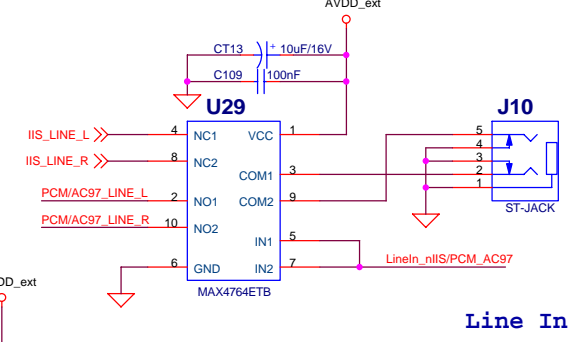 AVDD_ext
CT13 + 10uF/16V
C109 100nF
U29
J10
IIS_LINE_L 4 NC1 VCC 1
IIS_LINE_R 8 NC2
COM1 3
PCM/AC97_LINE_L 2 NO1 COM2 9
PCM/AC97_LINE_R 10 NO2
IN1 5
6 GND IN2 7 LineIn_nIIS/PCM_AC97
MAX4764ETB
5
4
3
2
1
ST-JACK
DD_ext
Line In